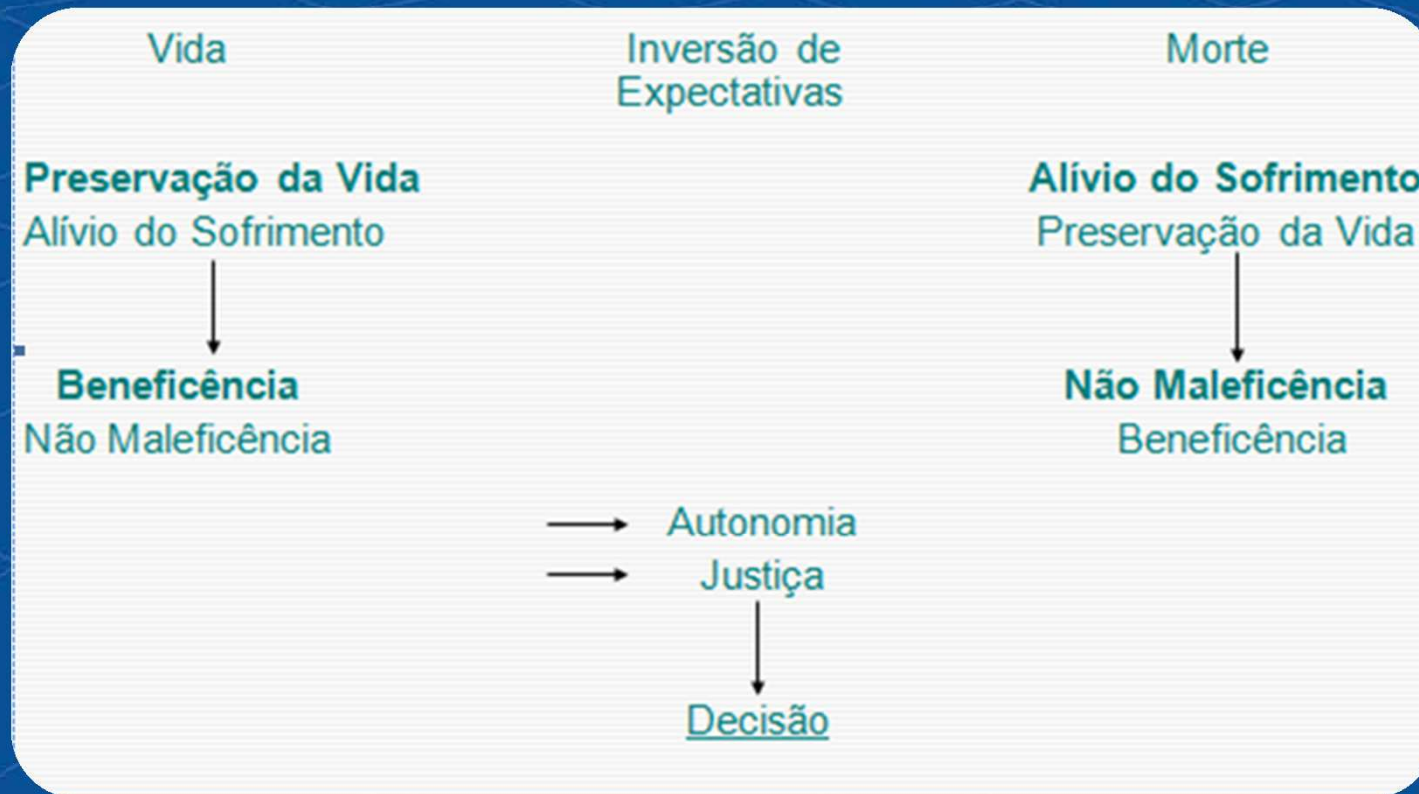 Vida
Inversão de
Expectativas
Morte
Preservação da Vida
Alívio do Sofrimento
Alívio do Sofrimento
Preservação da Vida
Beneficência
Não Maleficência
Não Maleficência
Beneficência
Autonomia
Justiça
Decisão